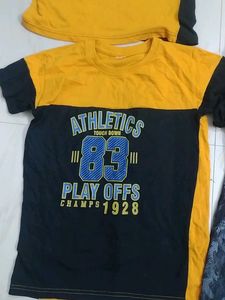 ATHLETICS
TOUCH DOWN
83
PLAY OFFS
CHAMPS 1928